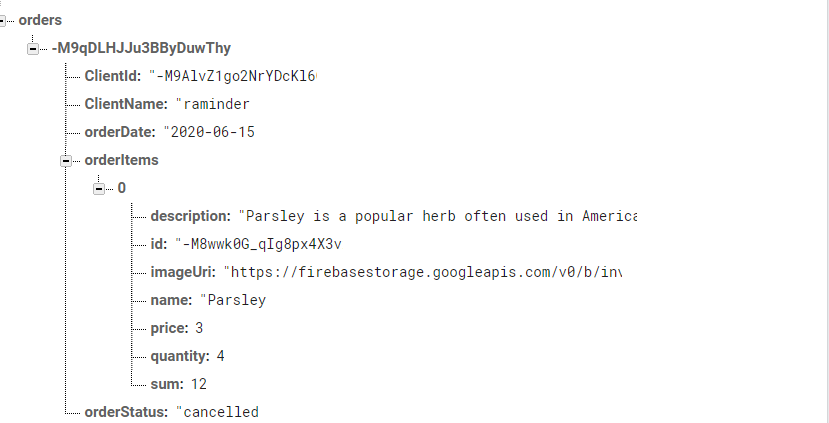 orders
-M9qDLHJJu3BByDuwThy
ClientId: "-M9AlvZ1go2NrYDcKl6
ClientName: "raminder
orderDate: "2020-06-15
orderItems
0
description: "Parsley is a popular herb often used in America
id: "-M8wwk0G_qIg8px4X3v
imageUri: "https://firebasestorage.googleapis.com/v0/b/inv
name: "Parsley
price: 3
quantity: 4
sum: 12
orderStatus: "cancelled